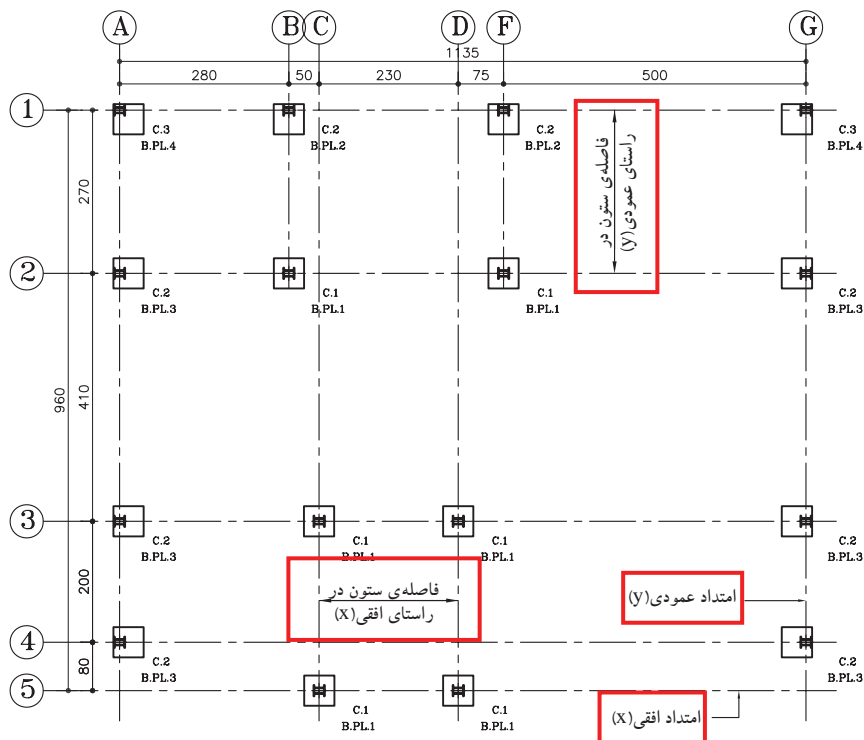 A B C D F G
1135
280 50 230 75 500
1
C.3 C.2 C.2 C.3
B.PL.4 B.PL.2 B.PL.2 B.PL.4
270
فاصله‌ی ستون در
راستای عمودی(y)
2
C.2 C.1 C.1 C.2
B.PL.3 B.PL.1 B.PL.1 B.PL.3
960
410
3
C.2 C.1 C.1 C.2
B.PL.3 B.PL.1 B.PL.1 B.PL.3
200
فاصله‌ی ستون در
راستای افقی(x)
امتداد عمودی(y)
4
C.2 C.2
B.PL.3 B.PL.3
80
5
C.1 C.1
B.PL.1 B.PL.1
امتداد افقی(x)